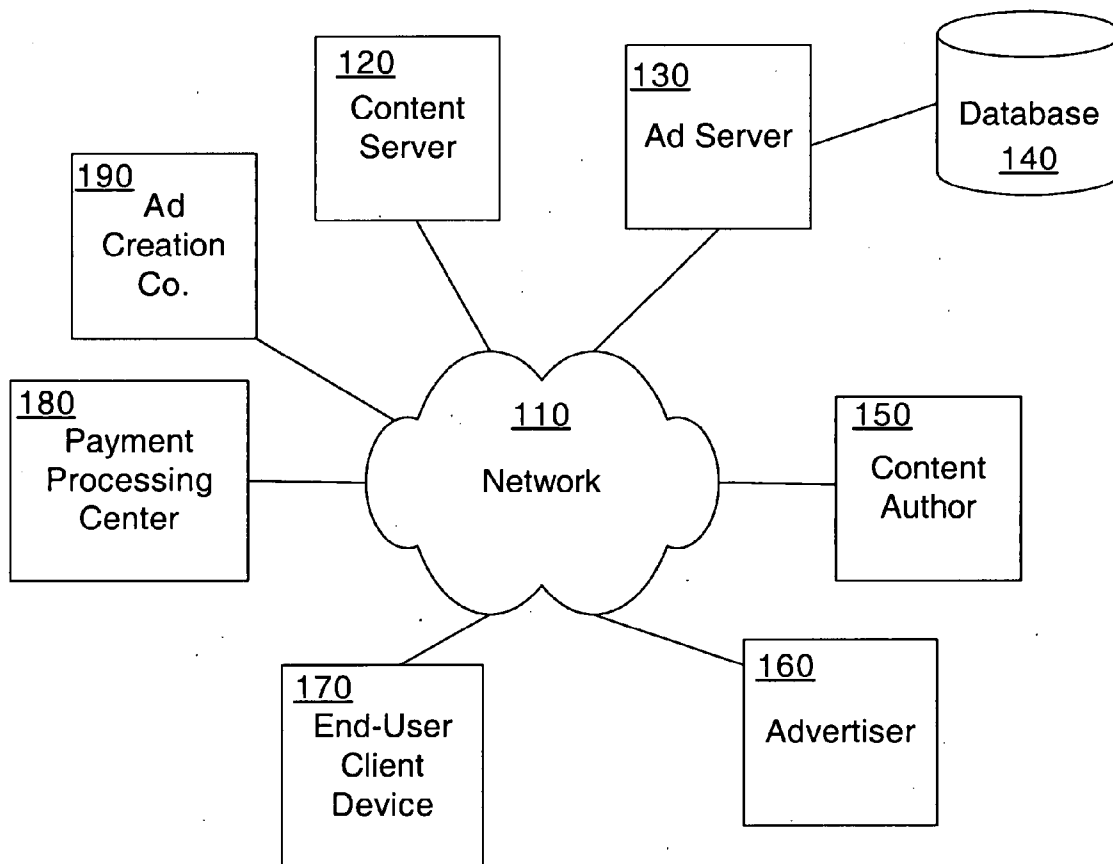 120
Content
Server
130
Ad Server
Database
140
190
Ad
Creation
Co.
180
Payment
Processing
Center
110
Network
150
Content
Author
170
End-User
Client
Device
160
Advertiser